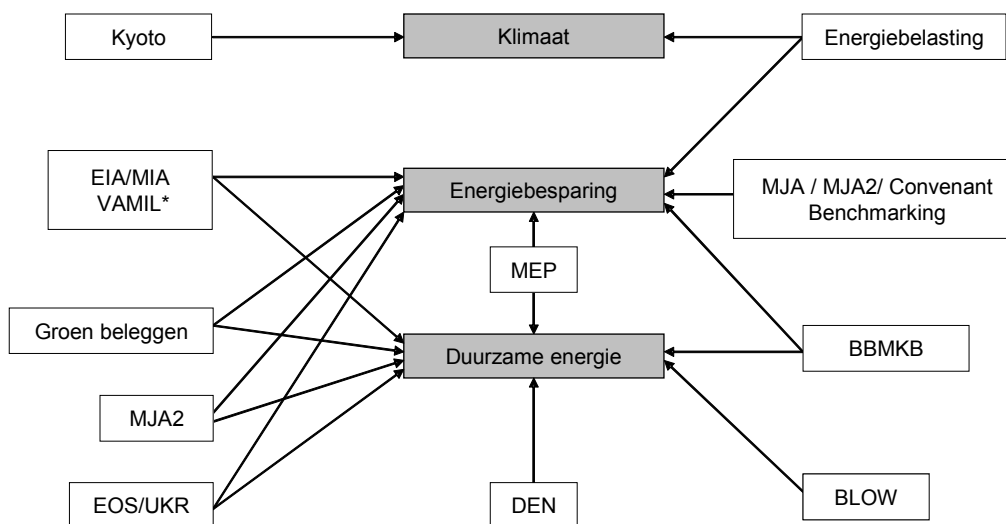 Kyoto
Klimaat
Energiebelasting
EIA/MIA
VAMIL*
Energiebesparing
MJA / MJA2/ Convenant
Benchmarking
MEP
Groen beleggen
Duurzame energie
BBMKB
MJA2
EOS/UKR
DEN
BLOW